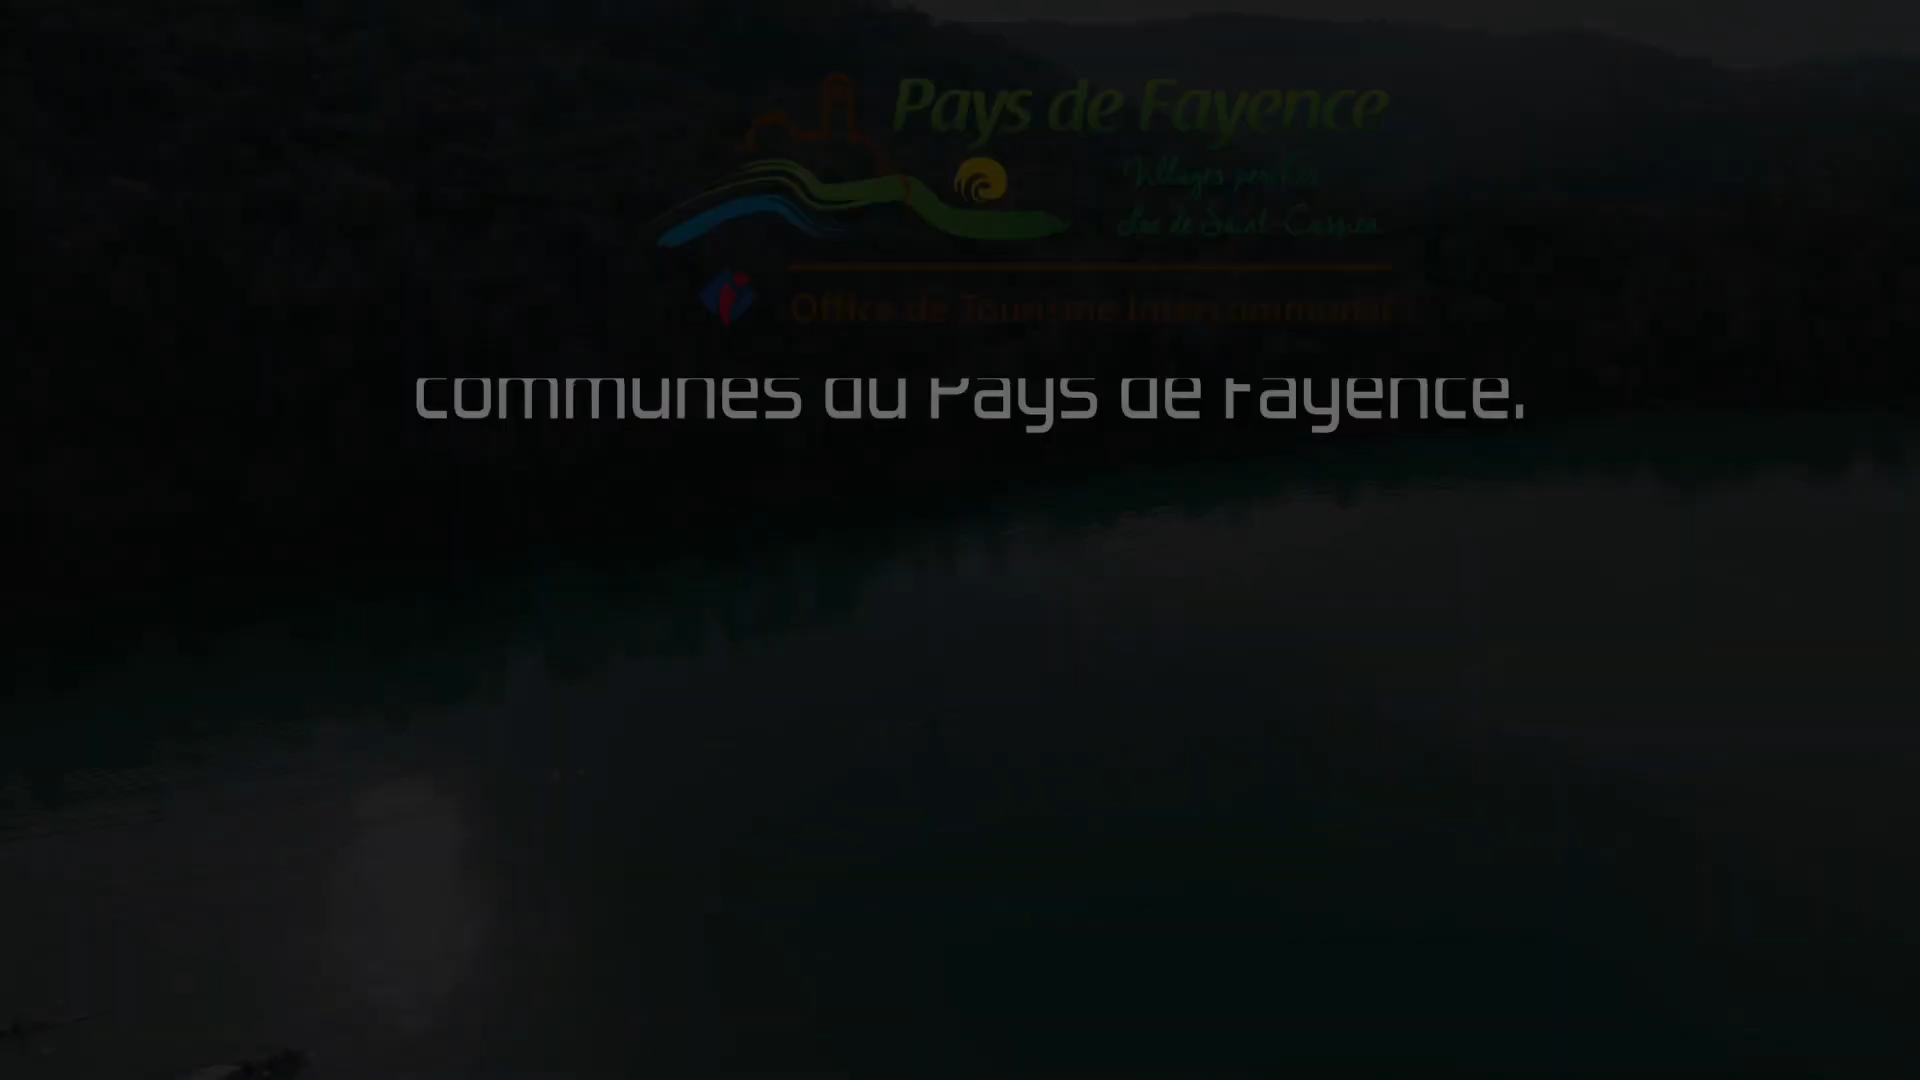 Pays de Fayence
Villages perchés
Lac de Saint-Cassien
Office de Tourisme Intercommunal
communes du Pays de Fayence.